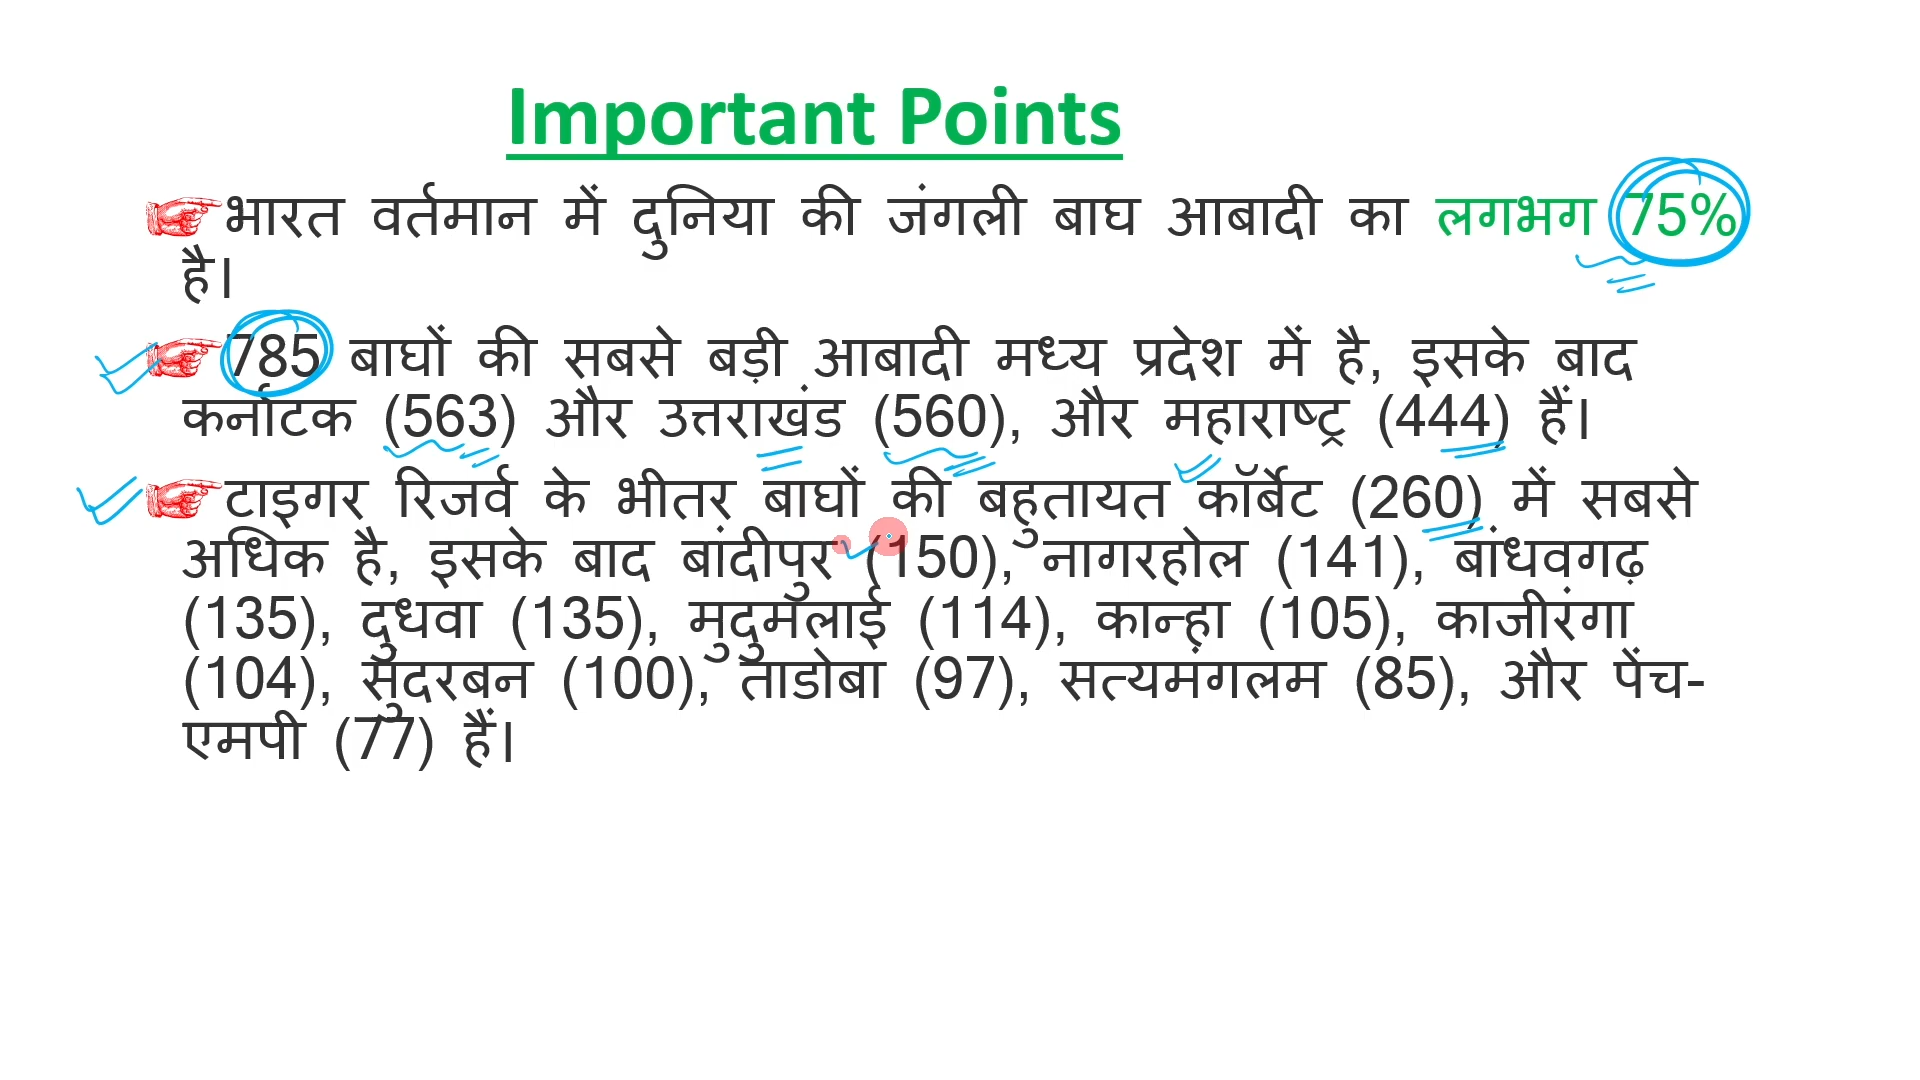 Important Points
भारत वर्तमान में दुनिया की जंगली बाघ आबादी का लगभग 75%
है।
785 बाघों की सबसे बड़ी आबादी मध्य प्रदेश में है, इसके बाद
कर्नाटक (563) और उत्तराखंड (560), और महाराष्ट्र (444) हैं।
टाइगर रिजर्व के भीतर बाघों की बहुतायत कॉर्बेट (260) में सबसे
अधिक है, इसके बाद बांदीपुर (150), नागरहोल (141), बांधवगढ़
(135), दुधवा (135), मुदुमलाई (114), कान्हा (105), काजीरंगा
(104), सुंदरबन (100), ताडोबा (97), सत्यमंगलम (85), और पेंच-
एमपी (77) हैं।